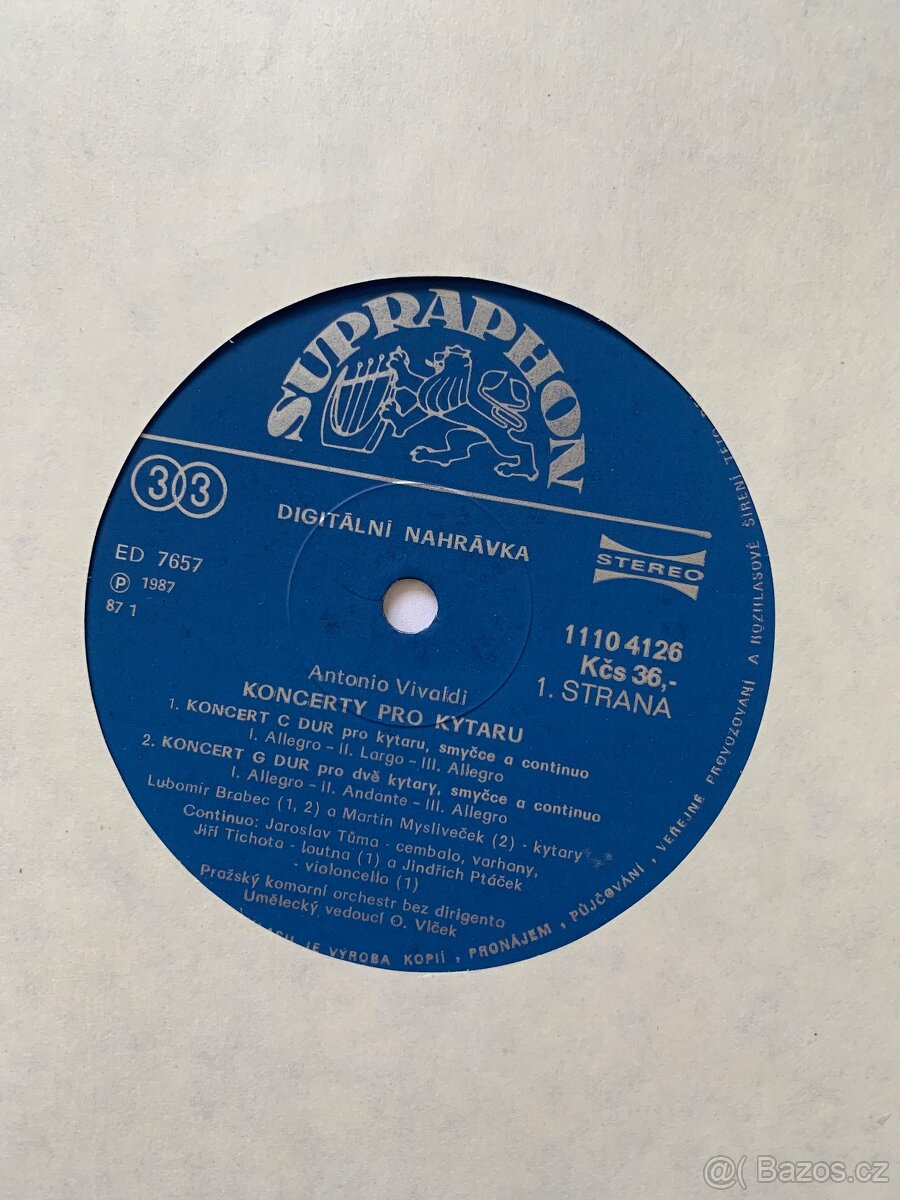 SUPRAPHON
33
DIGITÁLNÍ NAHRÁVKA
STEREO
ED 7657
Ⓟ 1987
87 1
1110 4126
Kčs 36,-
1. STRANA
Antonio Vivaldi
KONCERTY PRO KYTARU
1. KONCERT C DUR pro kytaru, smyčce a continuo
I. Allegro - II. Largo - III. Allegro
2. KONCERT G DUR pro dvě kytary, smyčce a continuo
I. Allegro - II. Andante - III. Allegro
Lubomír Brabec (1, 2) a Martin Mysliveček (2) - kytary
Continuo: Jaroslav Tůma - cembalo, varhany,
Jiří Tichota - loutna (1) a Jindřich Ptáček
- violoncello (1)
Pražský komorní orchestr bez dirigenta
Umělecký vedoucí O. Vlček
JE VÝROBA KOPIÍ, PRONÁJEM, PŮJČOVÁNÍ, VEŘEJNÉ PROVOZOVÁNÍ A ROZHLASOVÉ ŠÍŘENÍ
@( Bazos.cz